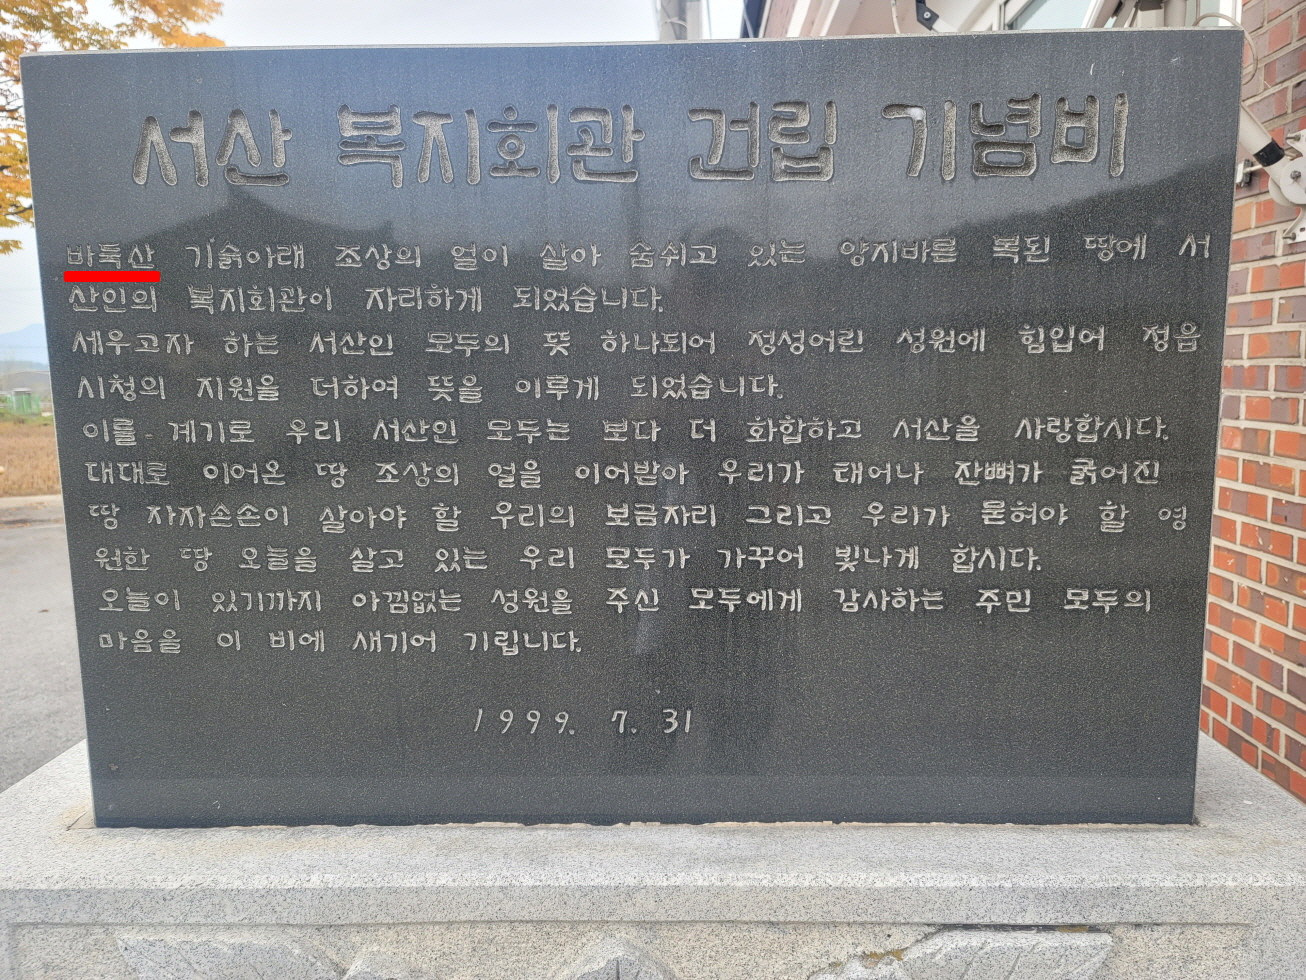 서산 복지회관 건립 기념비
바둑산 기슭아래 조상의 얼이 살아 숨쉬고 있는 양지바른 복된 땅에 서
산인의 복지회관이 자리하게 되었습니다.
세우고자 하는 서산인 모두의 뜻 하나되어 정성어린 성원에 힘입어 정읍
시청의 지원을 더하여 뜻을 이루게 되었습니다.
이를 계기로 우리 서산인 모두는 보다 더 화합하고 서산을 사랑합시다.
대대로 이어온 땅 조상의 얼을 이어받아 우리가 태어나 잔뼈가 굵어진
땅 자자손손이 살아야 할 우리의 보금자리 그리고 우리가 묻혀야 할 영
원한 땅 오늘을 살고 있는 우리 모두가 가꾸어 빛나게 합시다.
오늘이 있기까지 아낌없는 성원을 주신 모두에게 감사하는 주민 모두의
마음을 이 비에 새기어 기립니다.
1999. 7. 31